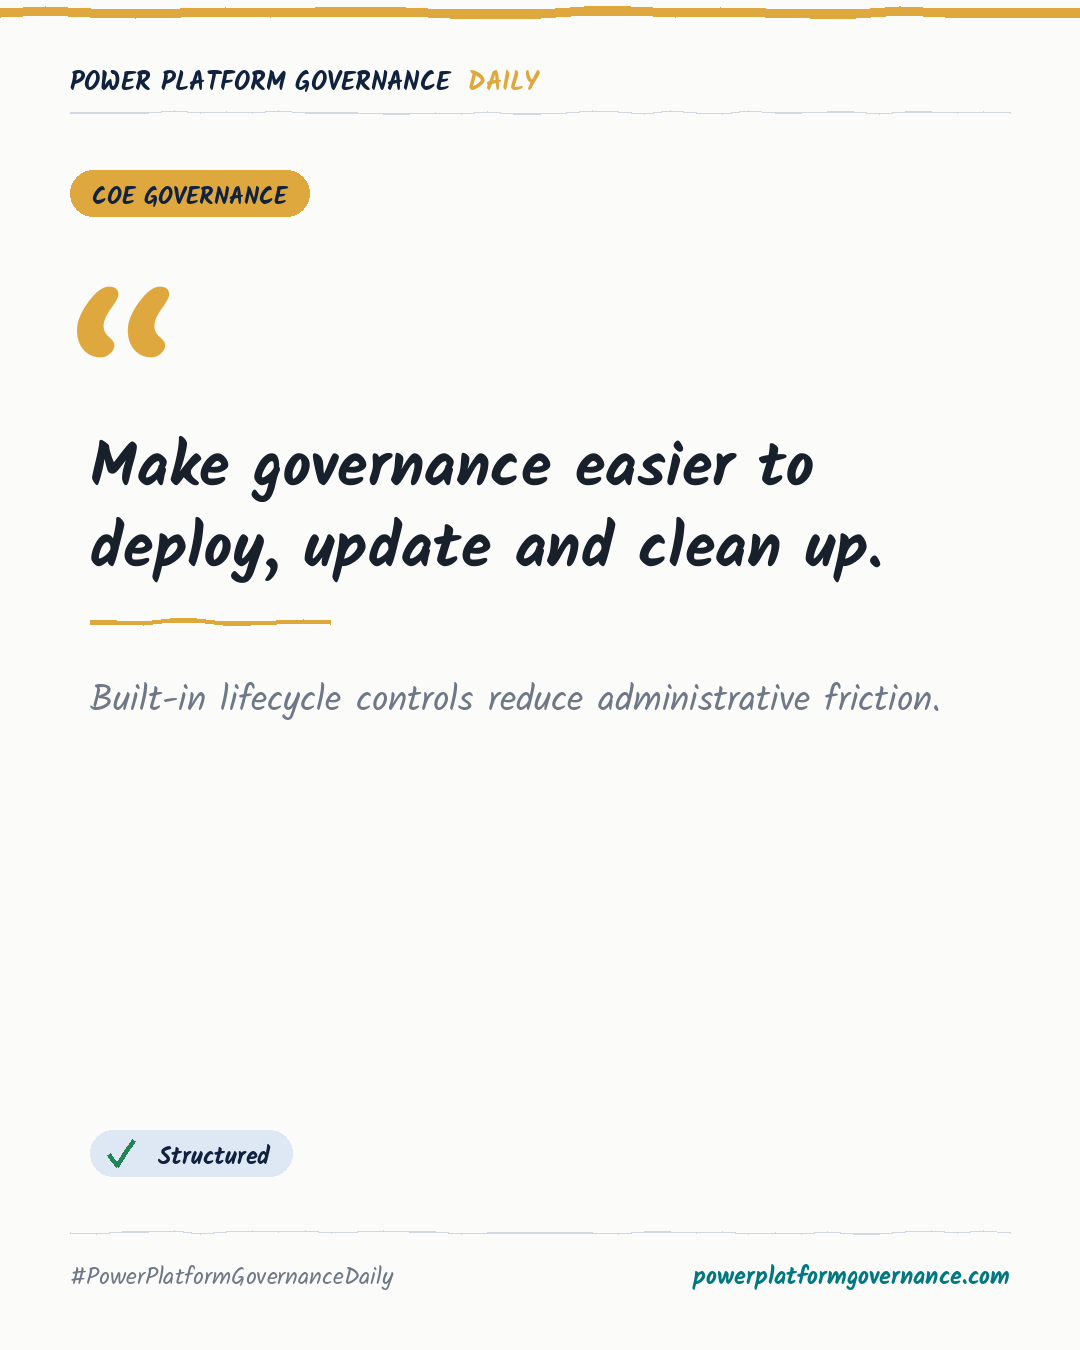 POWER PLATFORM GOVERNANCE DAILY
COE GOVERNANCE
“
Make governance easier to
deploy, update and clean up.
Built-in lifecycle controls reduce administrative friction.
✓ Structured
#PowerPlatformGovernanceDaily
powerplatformgovernance.com